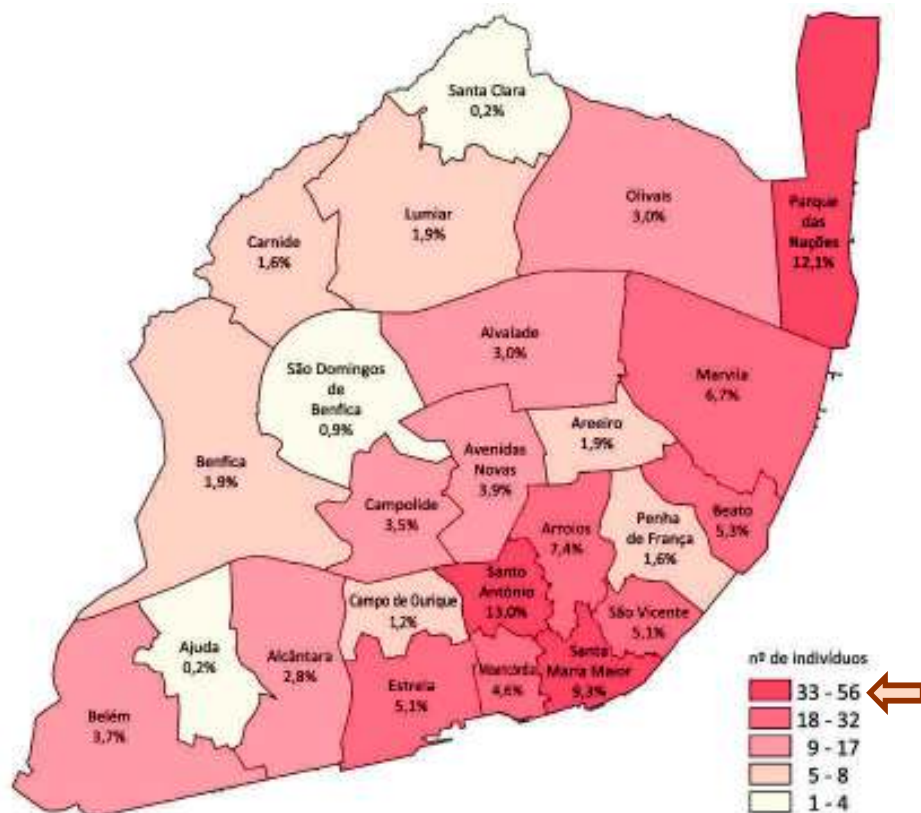 Santa Clara
0,2%
Lumiar
1,9%
Carnide
1,6%
Olivais
3,0%
Parque
das
Nações
12,1%
Alvalade
3,0%
São Domingos
de
Benfica
0,9%
Marvila
6,7%
Areeiro
1,9%
Avenidas
Novas
3,9%
Benfica
1,9%
Campolide
3,5%
Arroios
7,4%
Penha
de França
1,6%
Beato
5,3%
Santo
António
13,0%
Campo de Ourique
1,2%
São Vicente
5,1%
Ajuda
0,2%
Alcântara
2,8%
Estrela
5,1%
Misericórdia
4,6%
Santa
Maria Maior
9,3%
Belém
3,7%
nº de indivíduos
33 - 56
18 - 32
9 - 17
5 - 8
1 - 4